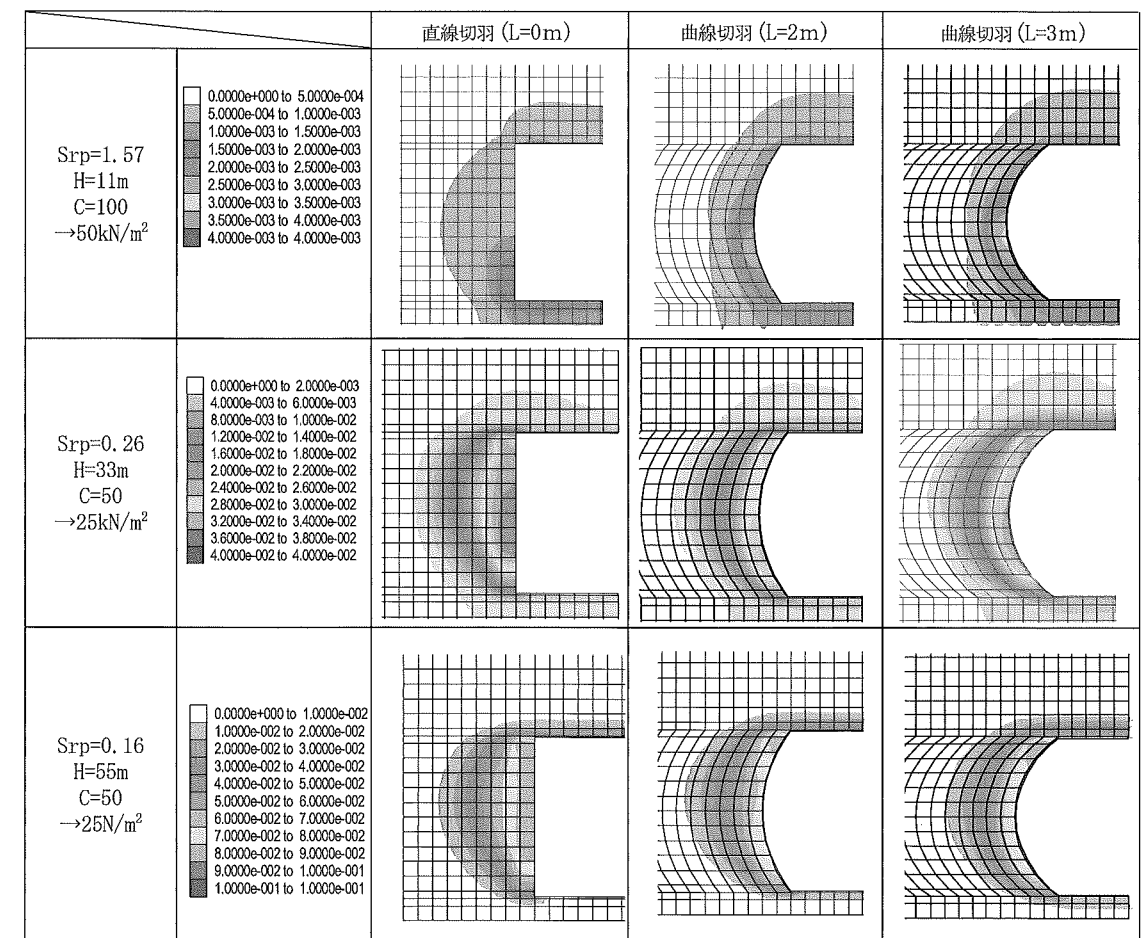 直線切羽 (L=0m)
曲線切羽 (L=2m)
曲線切羽 (L=3m)
Srp=1.57
H=11m
C=100
→50kN/m²
0.0000e+000 to 5.0000e-004
5.0000e-004 to 1.0000e-003
1.0000e-003 to 1.5000e-003
1.5000e-003 to 2.0000e-003
2.0000e-003 to 2.5000e-003
2.5000e-003 to 3.0000e-003
3.0000e-003 to 3.5000e-003
3.5000e-003 to 4.0000e-003
4.0000e-003 to 4.0000e-003
Srp=0.26
H=33m
C=50
→25kN/m²
0.0000e+000 to 2.0000e-003
4.0000e-003 to 6.0000e-003
8.0000e-003 to 1.0000e-002
1.2000e-002 to 1.4000e-002
1.6000e-002 to 1.8000e-002
2.0000e-002 to 2.2000e-002
2.4000e-002 to 2.6000e-002
2.8000e-002 to 3.0000e-002
3.2000e-002 to 3.4000e-002
3.6000e-002 to 3.8000e-002
4.0000e-002 to 4.0000e-002
Srp=0.16
H=55m
C=50
→25N/m²
0.0000e+000 to 1.0000e-002
1.0000e-002 to 2.0000e-002
2.0000e-002 to 3.0000e-002
3.0000e-002 to 4.0000e-002
4.0000e-002 to 5.0000e-002
5.0000e-002 to 6.0000e-002
6.0000e-002 to 7.0000e-002
7.0000e-002 to 8.0000e-002
8.0000e-002 to 9.0000e-002
9.0000e-002 to 1.0000e-001
1.0000e-001 to 1.0000e-001